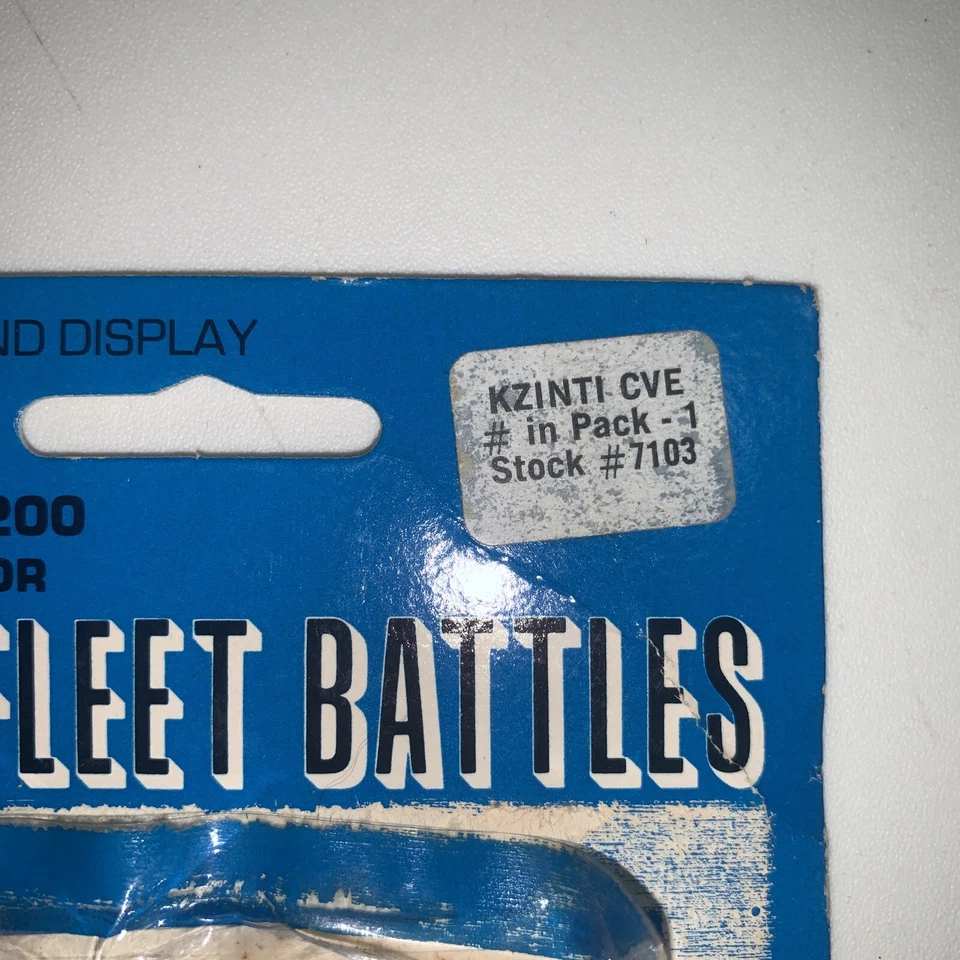 ND DISPLAY
KZINTI CVE
# in Pack - 1
Stock #7103
200
OR
FLEET BATTLES